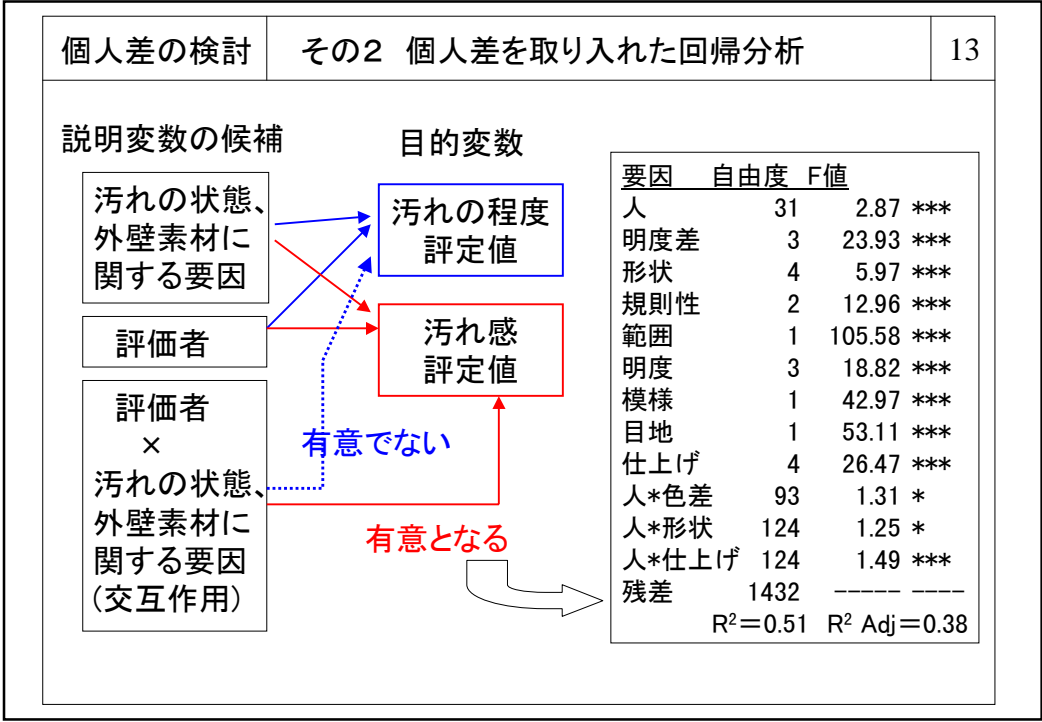 個人差の検討
その2 個人差を取り入れた回帰分析
13
説明変数の候補
目的変数
汚れの状態、
外壁素材に
関する要因
評価者
評価者
×
汚れの状態、
外壁素材に
関する要因
(交互作用)
汚れの程度
評定値
汚れ感
評定値
有意でない
有意となる
要因 自由度 F値
人 31 2.87 ***
明度差 3 23.93 ***
形状 4 5.97 ***
規則性 2 12.96 ***
範囲 1 105.58 ***
明度 3 18.82 ***
模様 1 42.97 ***
目地 1 53.11 ***
仕上げ 4 26.47 ***
人*色差 93 1.31 *
人*形状 124 1.25 *
人*仕上げ 124 1.49 ***
残差 1432 ----- ----
R²=0.51 R² Adj=0.38